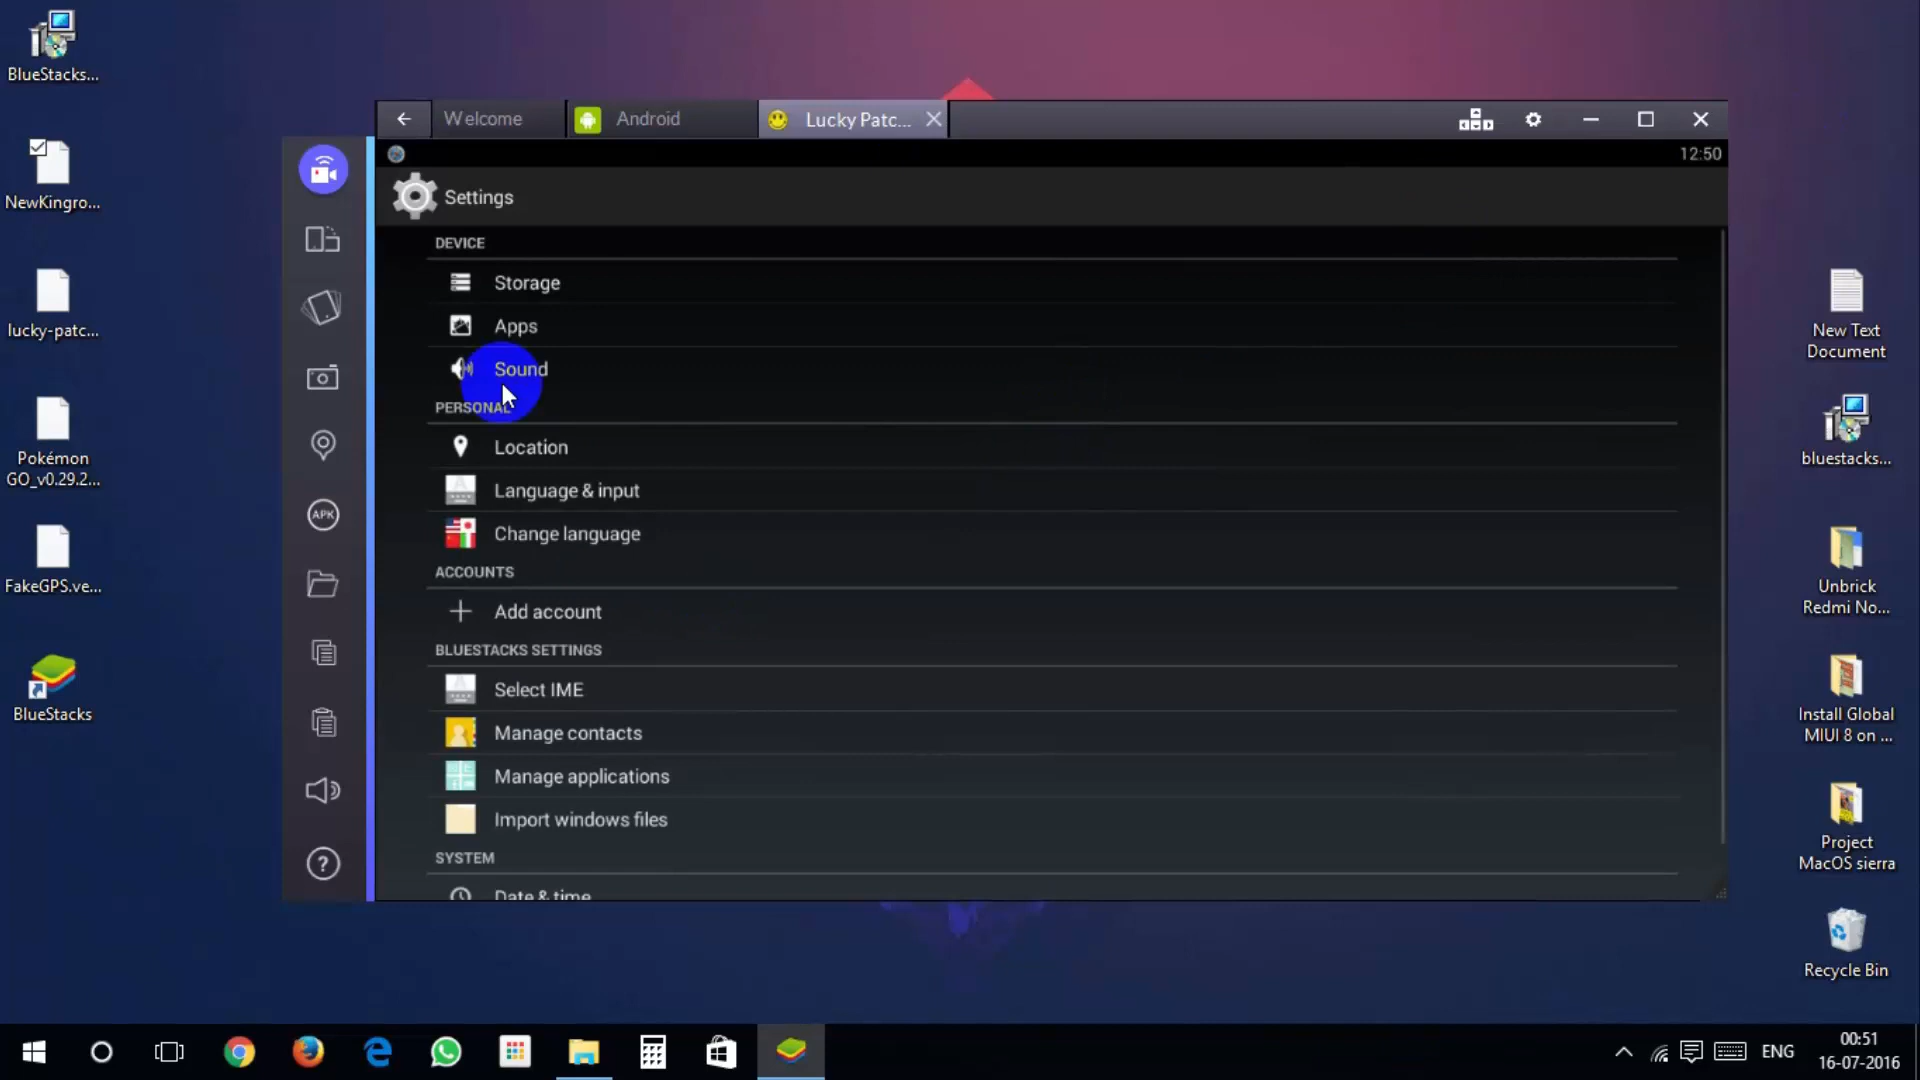 BlueStacks...
NewKingro...
lucky-patc...
Pokémon
GO_v0.29.2...
FakeGPS.ve...
BlueStacks
Welcome
Android
Lucky Patc...
12:50
Settings
DEVICE
Storage
Apps
Sound
PERSONAL
Location
Language & input
Change language
ACCOUNTS
Add account
BLUESTACKS SETTINGS
Select IME
Manage contacts
Manage applications
Import windows files
SYSTEM
Date & time
APK
?
New Text
Document
bluestacks...
Unbrick
Redmi No...
Install Global
MIUI 8 on ...
Project
MacOS sierra
Recycle Bin
ENG
00:51
16-07-2016